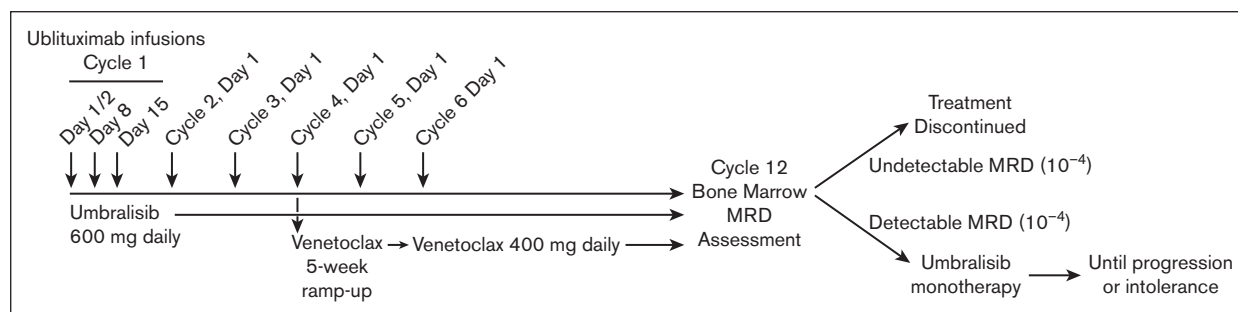 Ublituximab infusions
Cycle 1
Day 1/2
Day 8
Day 15
Cycle 2, Day 1
Cycle 3, Day 1
Cycle 4, Day 1
Cycle 5, Day 1
Cycle 6 Day 1
Umbralisib
600 mg daily
Venetoclax
5-week
ramp-up
Venetoclax 400 mg daily
Cycle 12
Bone Marrow
MRD
Assessment
Treatment
Discontinued
Undetectable MRD (10⁻⁴)
Detectable MRD (10⁻⁴)
Umbralisib
monotherapy
Until progression
or intolerance